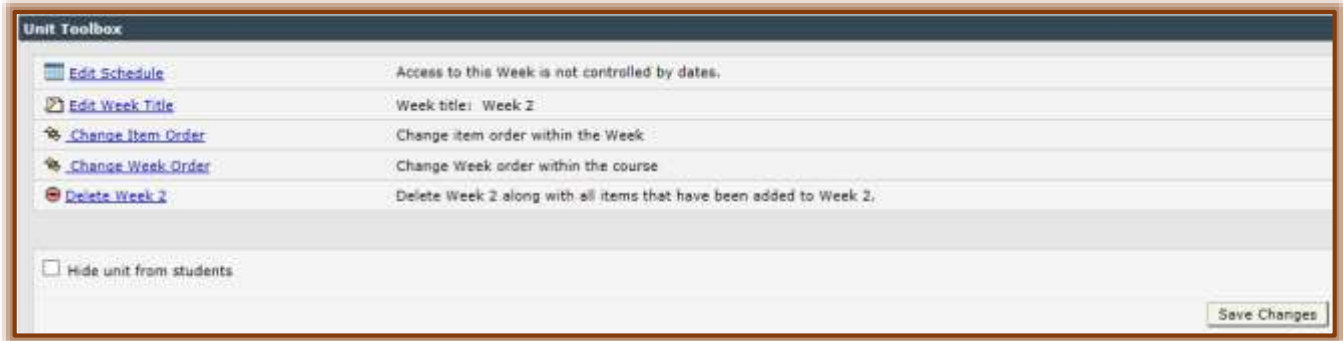 Unit Toolbox
Edit Schedule Access to this Week is not controlled by dates.
Edit Week Title Week title: Week 2
Change Item Order Change item order within the Week
Change Week Order Change Week order within the course
Delete Week 2 Delete Week 2 along with all items that have been added to Week 2.
Hide unit from students
Save Changes